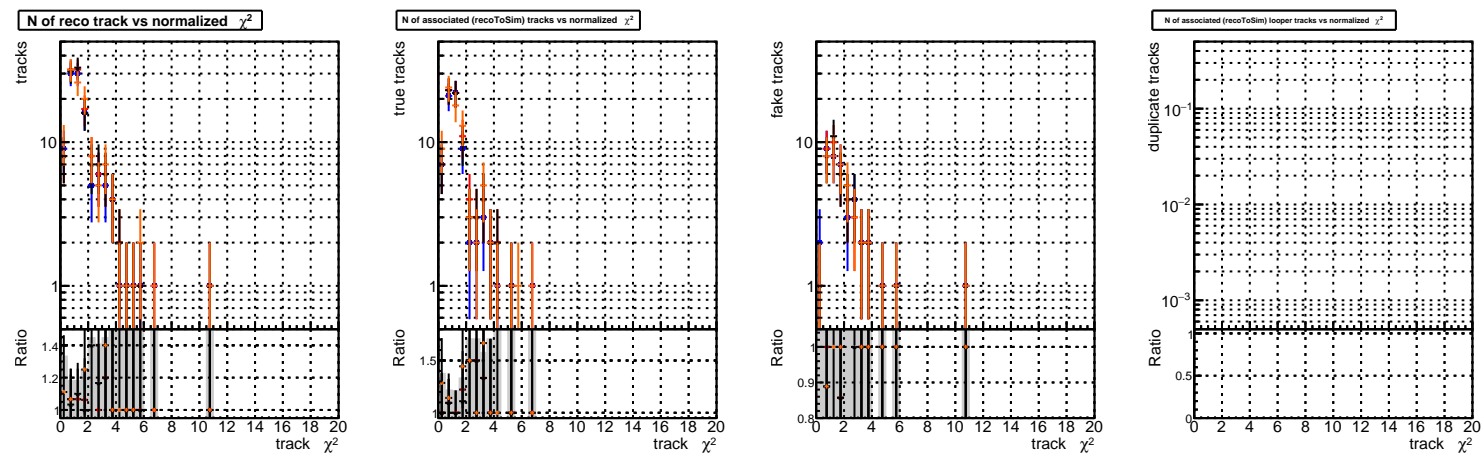 N of reco track vs normalized χ²
tracks
10
1
Ratio
1.4
1.2
1
0 2 4 6 8 10 12 14 16 18 20
track χ²
N of associated (recoToSim) tracks vs normalized χ²
true tracks
10
1
Ratio
1.5
1
0 2 4 6 8 10 12 14 16 18 20
track χ²
fake tracks
10
1
Ratio
1
0.9
0.8
0 2 4 6 8 10 12 14 16 18 20
track χ²
N of associated (recoToSim) looper tracks vs normalized χ²
duplicate tracks
10⁻¹
10⁻²
10⁻³
Ratio
1
0.5
0
0 2 4 6 8 10 12 14 16 18 20
track χ²